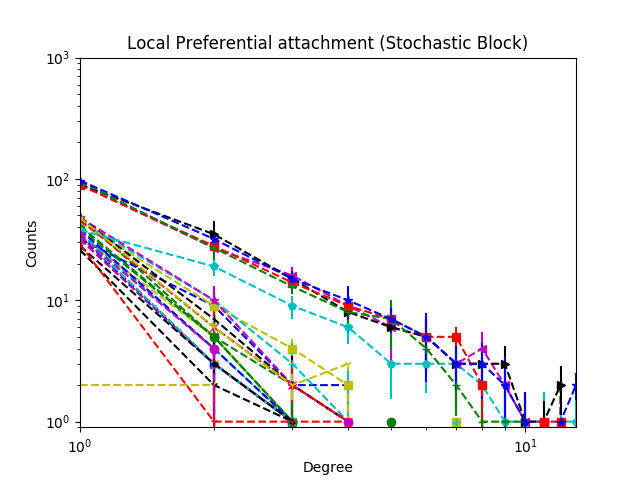 Local Preferential attachment (Stochastic Block)
10³
10²
10¹
10⁰
Counts
10⁰
10¹
Degree